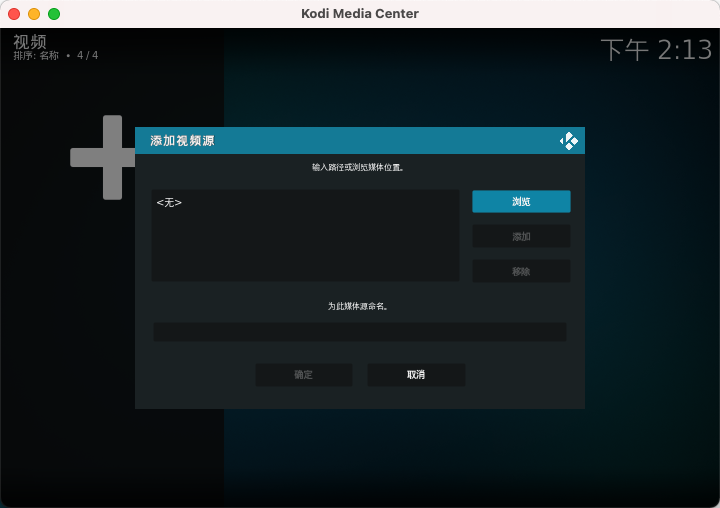 Kodi Media Center
视频
排序: 名称 • 4 / 4
下午 2:13
添加视频源
输入路径或浏览媒体位置。
<无>
浏览
添加
移除
为此媒体源命名。
确定
取消